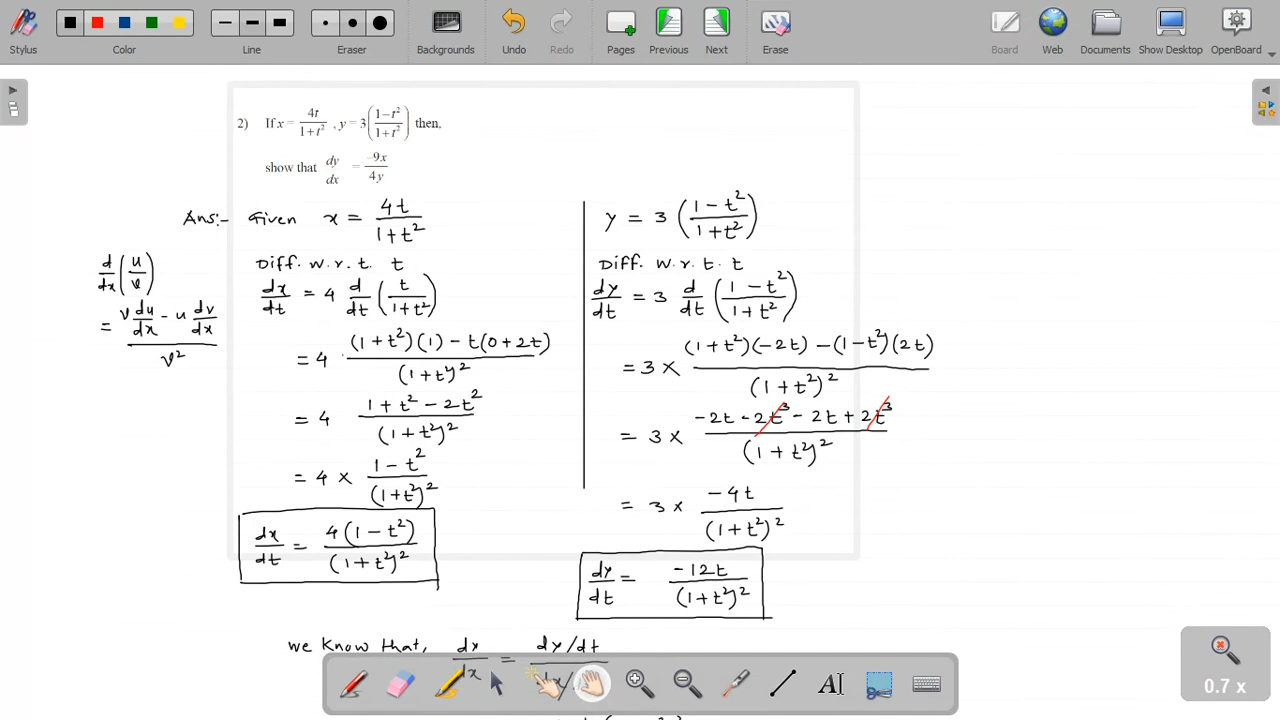 Stylus Color Line Eraser Backgrounds Undo Redo Pages Previous Next Erase Board Web Documents Show Desktop OpenBoard
2) If x = 4t/(1+t²) , y = 3((1−t²)/(1+t²)) then,
show that dy/dx = −9x/4y
Ans:- Given x = 4t/(1+t²)
Diff. w.r.t. t
dx/dt = 4 d/dt (t/(1+t²))
= 4 ((1+t²)(1) − t(0+2t))/(1+t²)²
= 4 (1+t²−2t²)/(1+t²)²
= 4 × (1−t²)/(1+t²)²
dx/dt = 4(1−t²)/(1+t²)²
d/dx (u/v)
= (v du/dx − u dv/dx)/v²
y = 3 ((1−t²)/(1+t²))
Diff. w.r.t. t
dy/dt = 3 d/dt ((1−t²)/(1+t²))
= 3 × ((1+t²)(−2t) − (1−t²)(2t))/(1+t²)²
= 3 × (−2t − 2t³ − 2t + 2t³)/(1+t²)²
= 3 × −4t/(1+t²)²
dy/dt = −12t/(1+t²)²
we know that, dx/dx = dy/dt
0.7 x